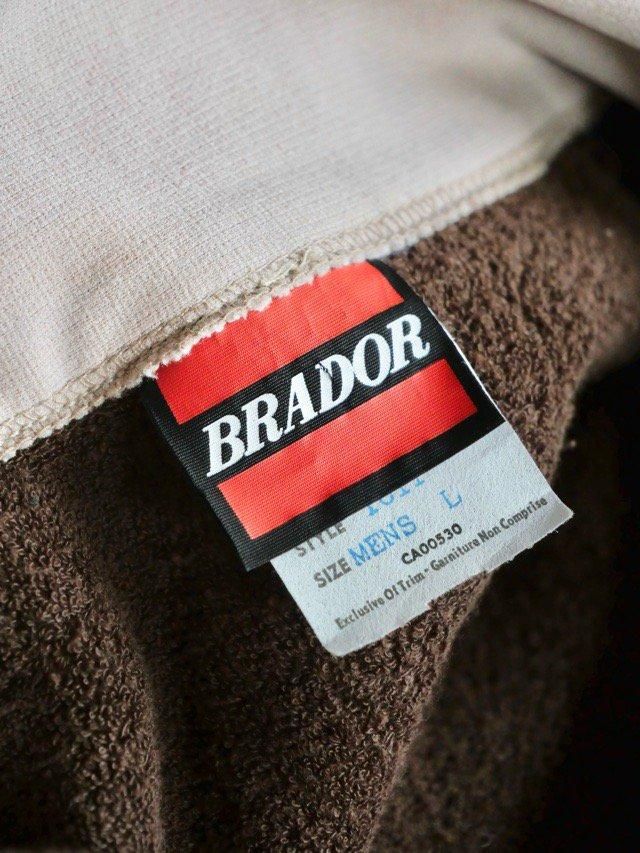 BRADOR
STYLE
SIZE MENS L
CA00530
Exclusive Of Trim - Garniture Non Comprise